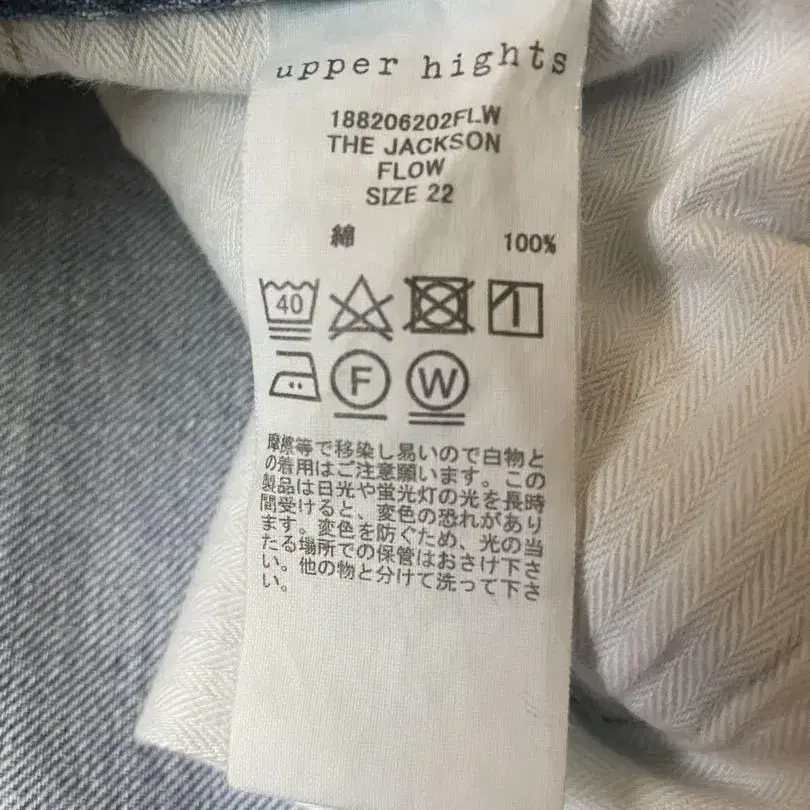 upper hights
188206202FLW
THE JACKSON
FLOW
SIZE 22
綿 100%
40
F W
摩擦等で移染し易いので白物と
の着用はご注意願います。この
製品は日光や蛍光灯の光を長時
間受けると、変色の恐れがあり
ます。変色を防ぐため、光の当
たる場所での保管はおさけ下さ
い。他の物と分けて洗って下さ
い。